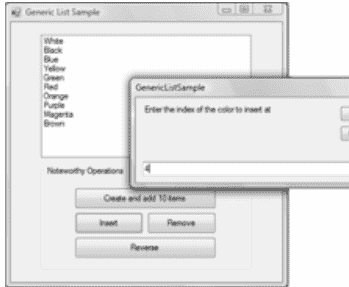 Generic List Sample
White
Black
Blue
Yellow
Green
Red
Orange
Purple
Magenta
Brown
GenericListSample
Enter the index of the color to insert at
4
Noteworthy Operations
Create and add 10 items
Insert
Remove
Reverse